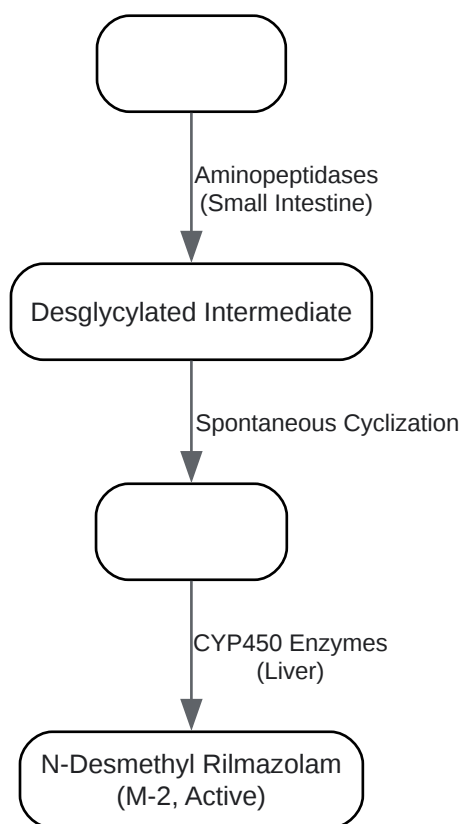 Aminopeptidases
(Small Intestine)
Desglycylated Intermediate
Spontaneous Cyclization
CYP450 Enzymes
(Liver)
N-Desmethyl Rilmazolam
(M-2, Active)